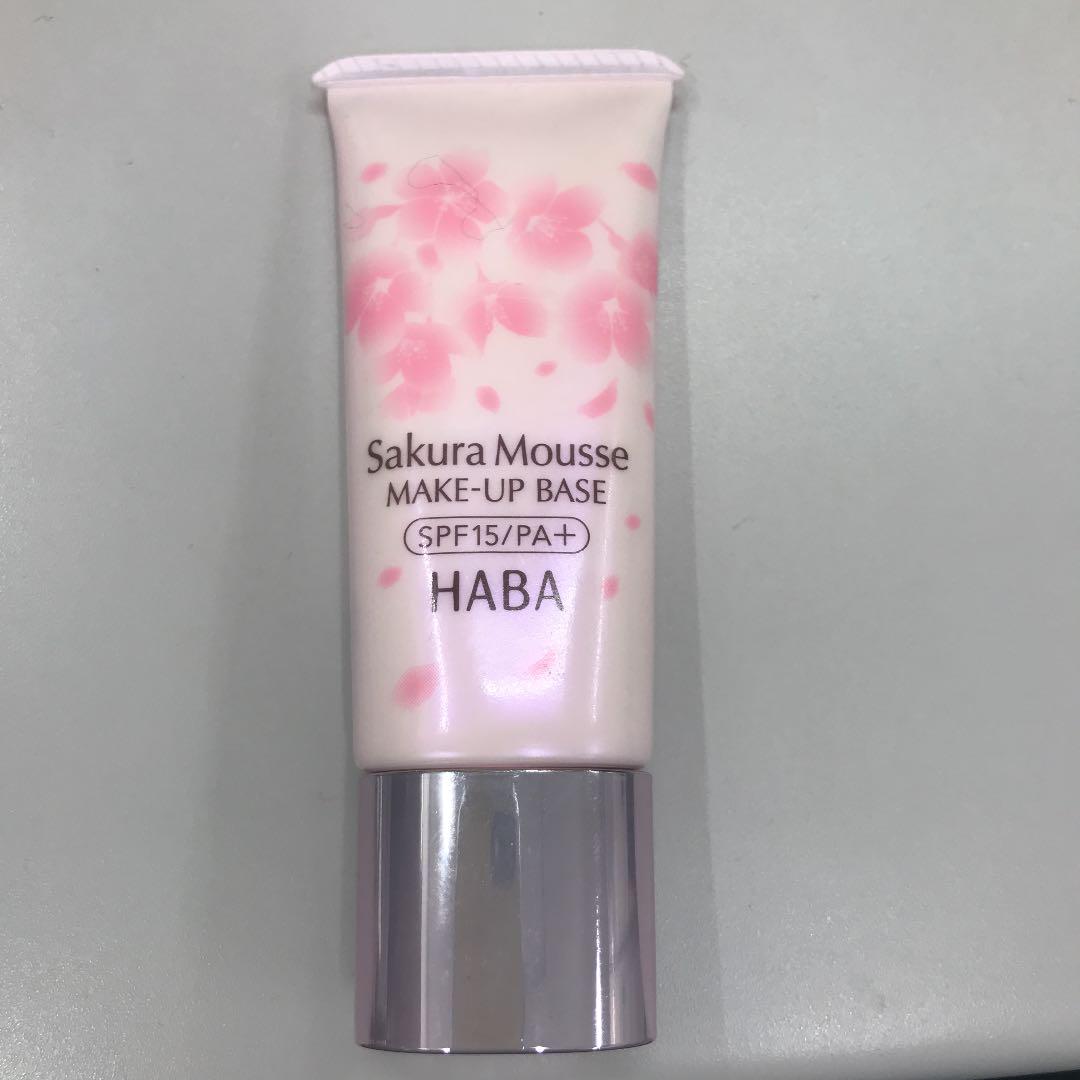 Sakura Mousse
MAKE-UP BASE
SPF15/PA+
HABA